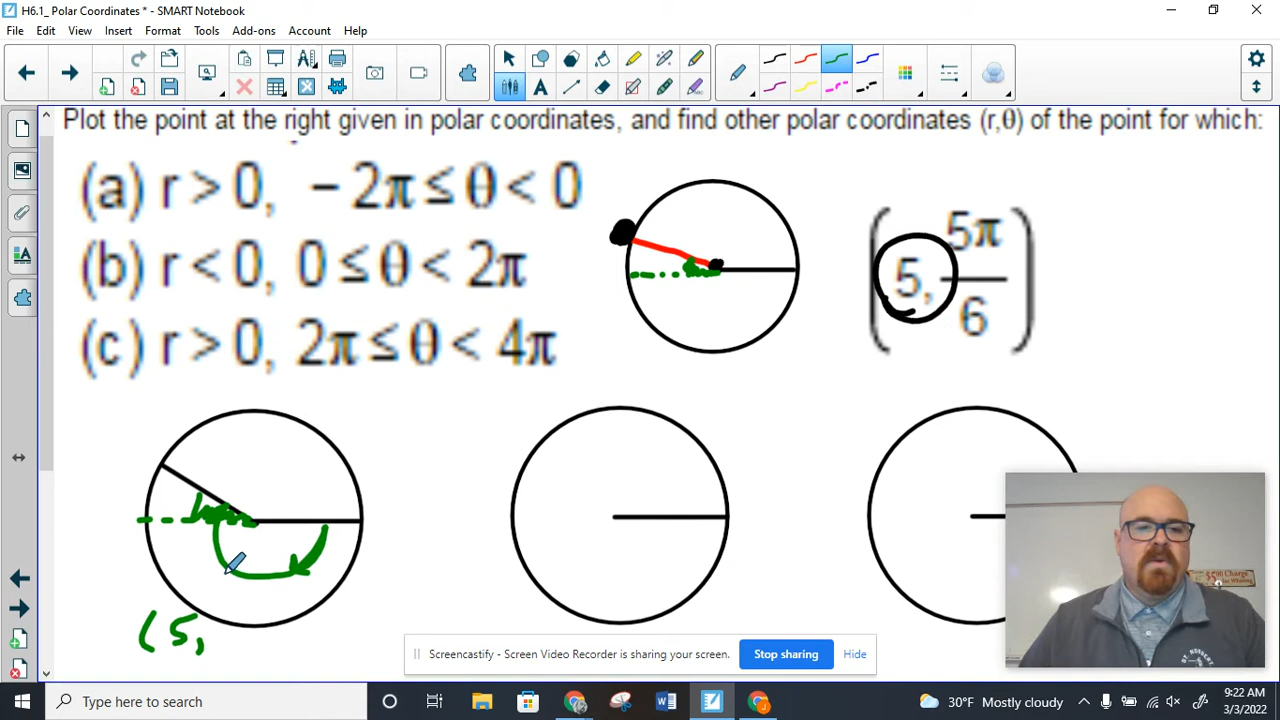 H6.1_ Polar Coordinates * - SMART Notebook
File Edit View Insert Format Tools Add-ons Account Help
Plot the point at the right given in polar coordinates, and find other polar coordinates (r,θ) of the point for which:
(a) r > 0, − 2π ≤ θ < 0
(b) r < 0, 0 ≤ θ < 2π
(c) r > 0, 2π ≤ θ < 4π
(5, 5π/6)
(5,
Screencastify - Screen Video Recorder is sharing your screen. Stop sharing Hide
Type here to search
30°F Mostly cloudy
9:22 AM
3/3/2022